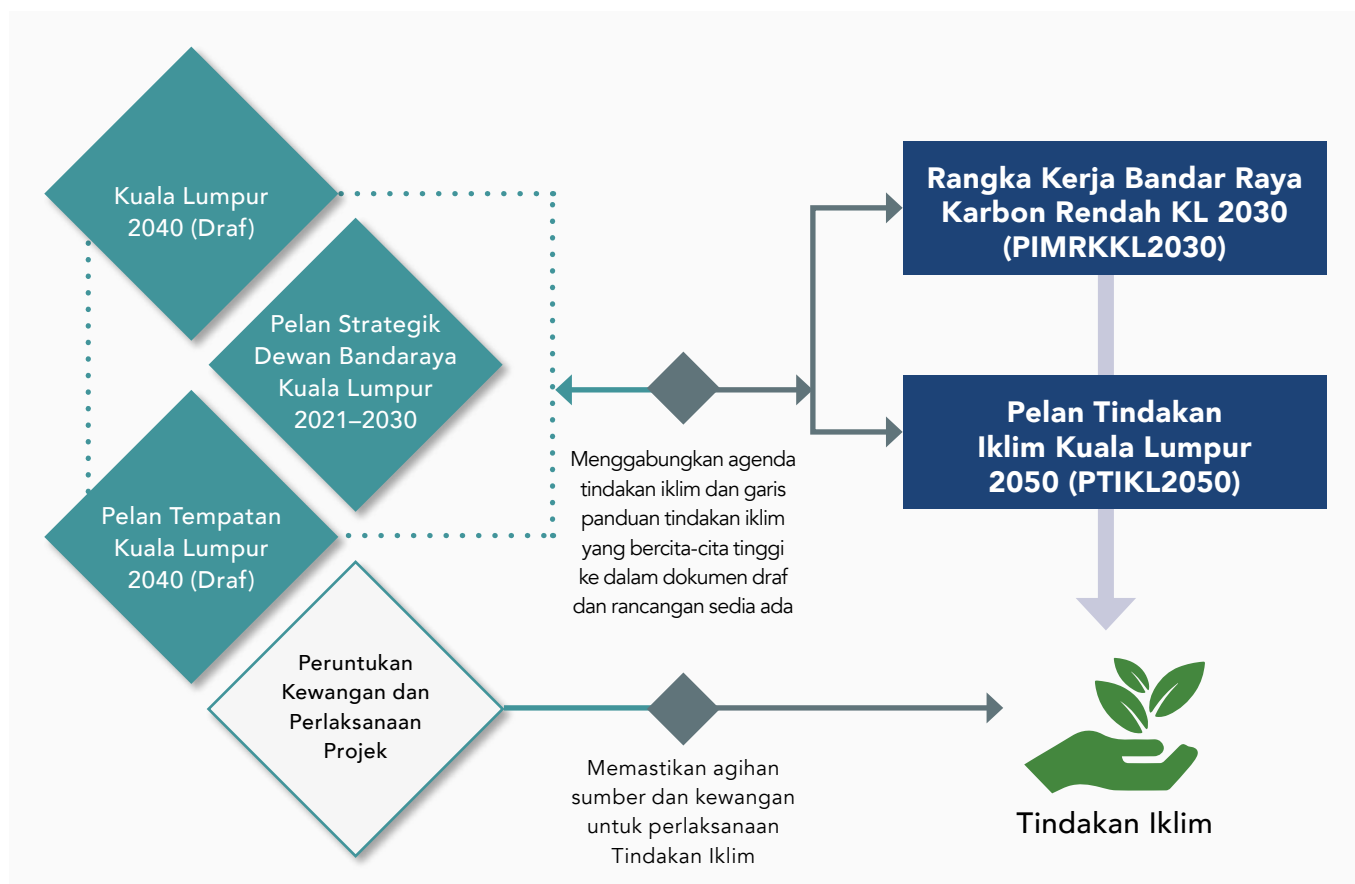 Kuala Lumpur
2040 (Draf)
Pelan Strategik
Dewan Bandaraya
Kuala Lumpur
2021–2030
Pelan Tempatan
Kuala Lumpur
2040 (Draf)
Peruntukan
Kewangan dan
Perlaksanaan
Projek
Menggabungkan agenda
tindakan iklim dan garis
panduan tindakan iklim
yang bercita-cita tinggi
ke dalam dokumen draf
dan rancangan sedia ada
Memastikan agihan
sumber dan kewangan
untuk perlaksanaan
Tindakan Iklim
Rangka Kerja Bandar Raya
Karbon Rendah KL 2030
(PIMRKKL2030)
Pelan Tindakan
Iklim Kuala Lumpur
2050 (PTIKL2050)
Tindakan Iklim